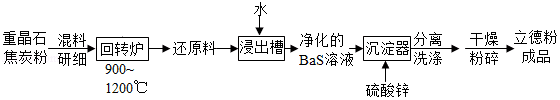 水
重晶石 混料 回转炉 还原料 浸出槽 净化的 沉淀器 分离 干燥 立德粉
焦炭粉 研细 BaS溶液 洗涤 粉碎 成品
900~
1200℃
硫酸锌